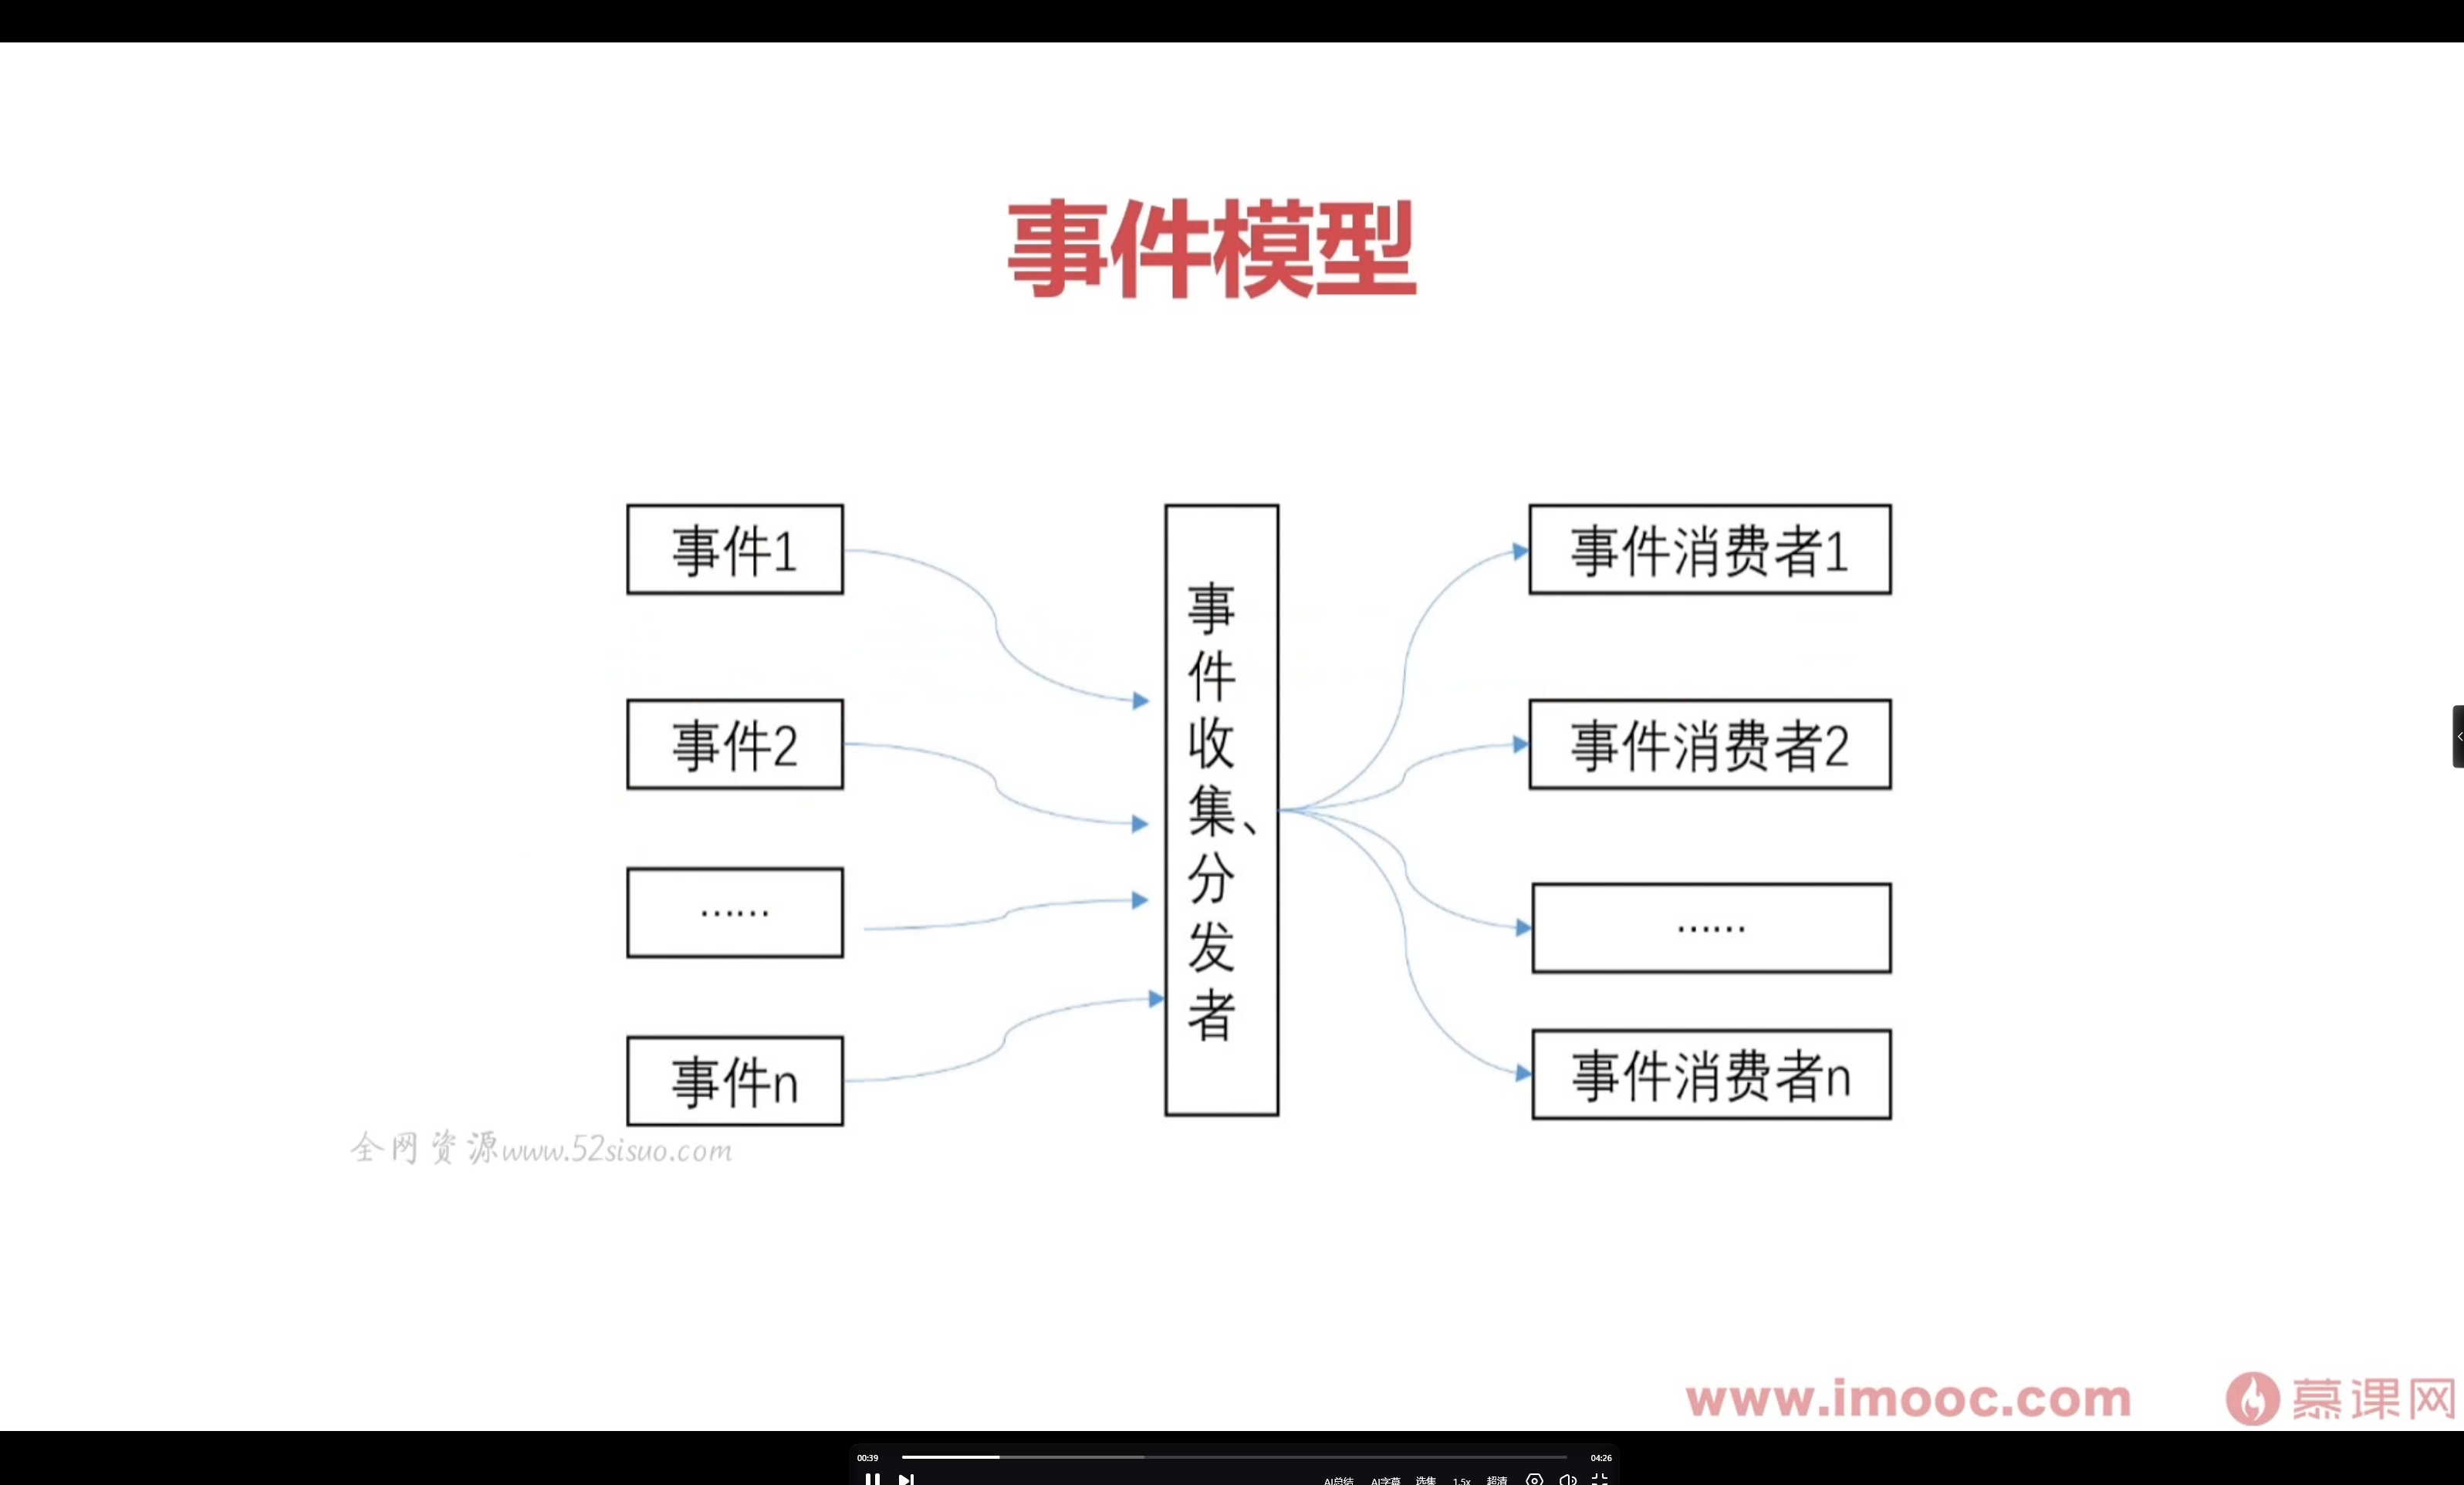 事件模型
事件1
事件2
......
事件n
事件收集、分发者
事件消费者1
事件消费者2
......
事件消费者n
全网资源www.52sisuo.com
www.imooc.com 慕课网
00:39
04:26
AI总结 AI字幕 选集 1.5x 超清